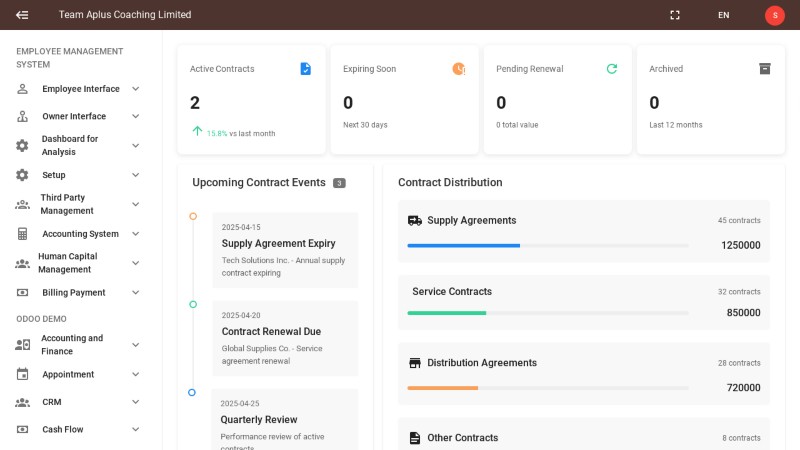 Team Aplus Coaching Limited
EN
S
EMPLOYEE MANAGEMENT
SYSTEM
Employee Interface
Owner Interface
Dashboard for
Analysis
Setup
Third Party
Management
Accounting System
Human Capital
Management
Billing Payment
ODOO DEMO
Accounting and
Finance
Appointment
CRM
Cash Flow
Active Contracts
2
15.8% vs last month
Expiring Soon
0
Next 30 days
Pending Renewal
0
0 total value
Archived
0
Last 12 months
Upcoming Contract Events 3
2025-04-15
Supply Agreement Expiry
Tech Solutions Inc. - Annual supply
contract expiring
2025-04-20
Contract Renewal Due
Global Supplies Co. - Service
agreement renewal
2025-04-25
Quarterly Review
Performance review of active
contracts
Contract Distribution
Supply Agreements
45 contracts
1250000
Service Contracts
32 contracts
850000
Distribution Agreements
28 contracts
720000
Other Contracts
8 contracts